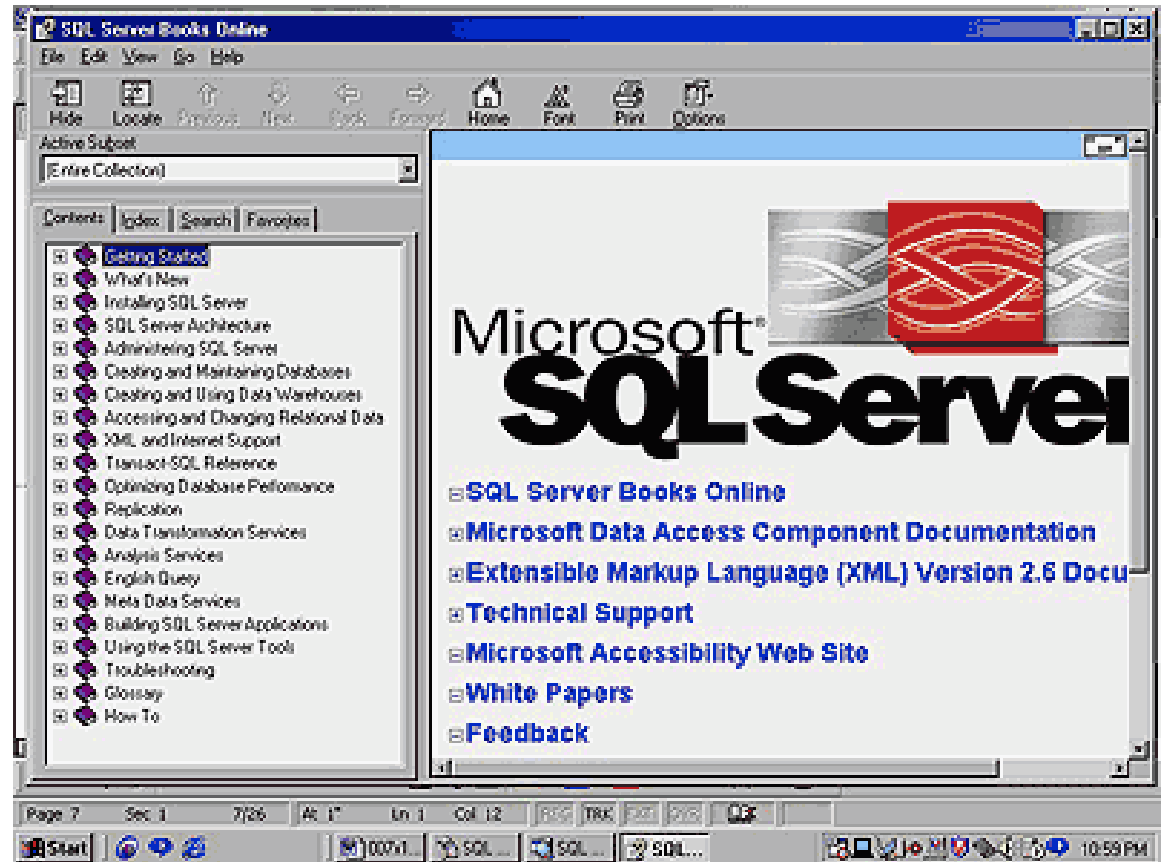 SQL Server Books Online
File Edit View Go Help
Hide Locate Previous Next Back Forward Home Font Print Options
Active Subset
(Entire Collection)
Contents Index Search Favorites
Getting Started
What's New
Installing SQL Server
SQL Server Architecture
Administering SQL Server
Creating and Maintaining Databases
Creating and Using Data Warehouses
Accessing and Changing Relational Data
XML and Internet Support
Transact-SQL Reference
Optimizing Database Performance
Replication
Data Transformation Services
Analysis Services
English Query
Meta Data Services
Building SQL Server Applications
Using the SQL Server Tools
Troubleshooting
Glossary
How To
Microsoft®
SQL Server
SQL Server Books Online
Microsoft Data Access Component Documentation
Extensible Markup Language (XML) Version 2.6 Docu
Technical Support
Microsoft Accessibility Web Site
White Papers
Feedback
Page 7 Sec 1 7/26 At 1" Ln 1 Col 12 REC TRK EXT OVR
Start 007x1... SQL ... SQL ... SQL... 10:59 PM